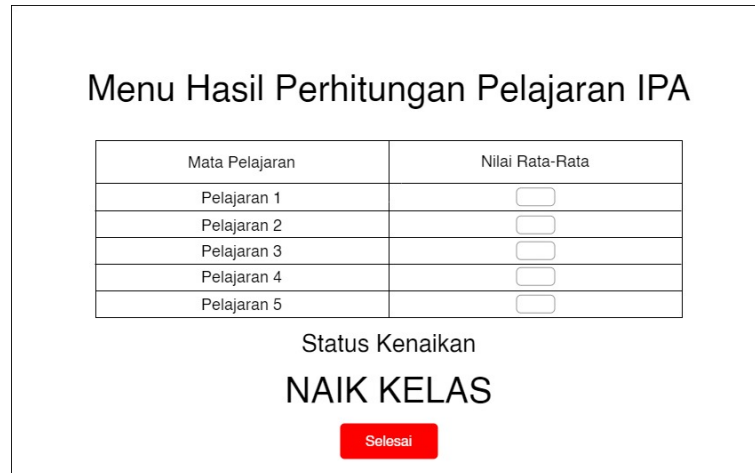 Menu Hasil Perhitungan Pelajaran IPA
Mata Pelajaran Nilai Rata-Rata
Pelajaran 1
Pelajaran 2
Pelajaran 3
Pelajaran 4
Pelajaran 5
Status Kenaikan
NAIK KELAS
Selesai